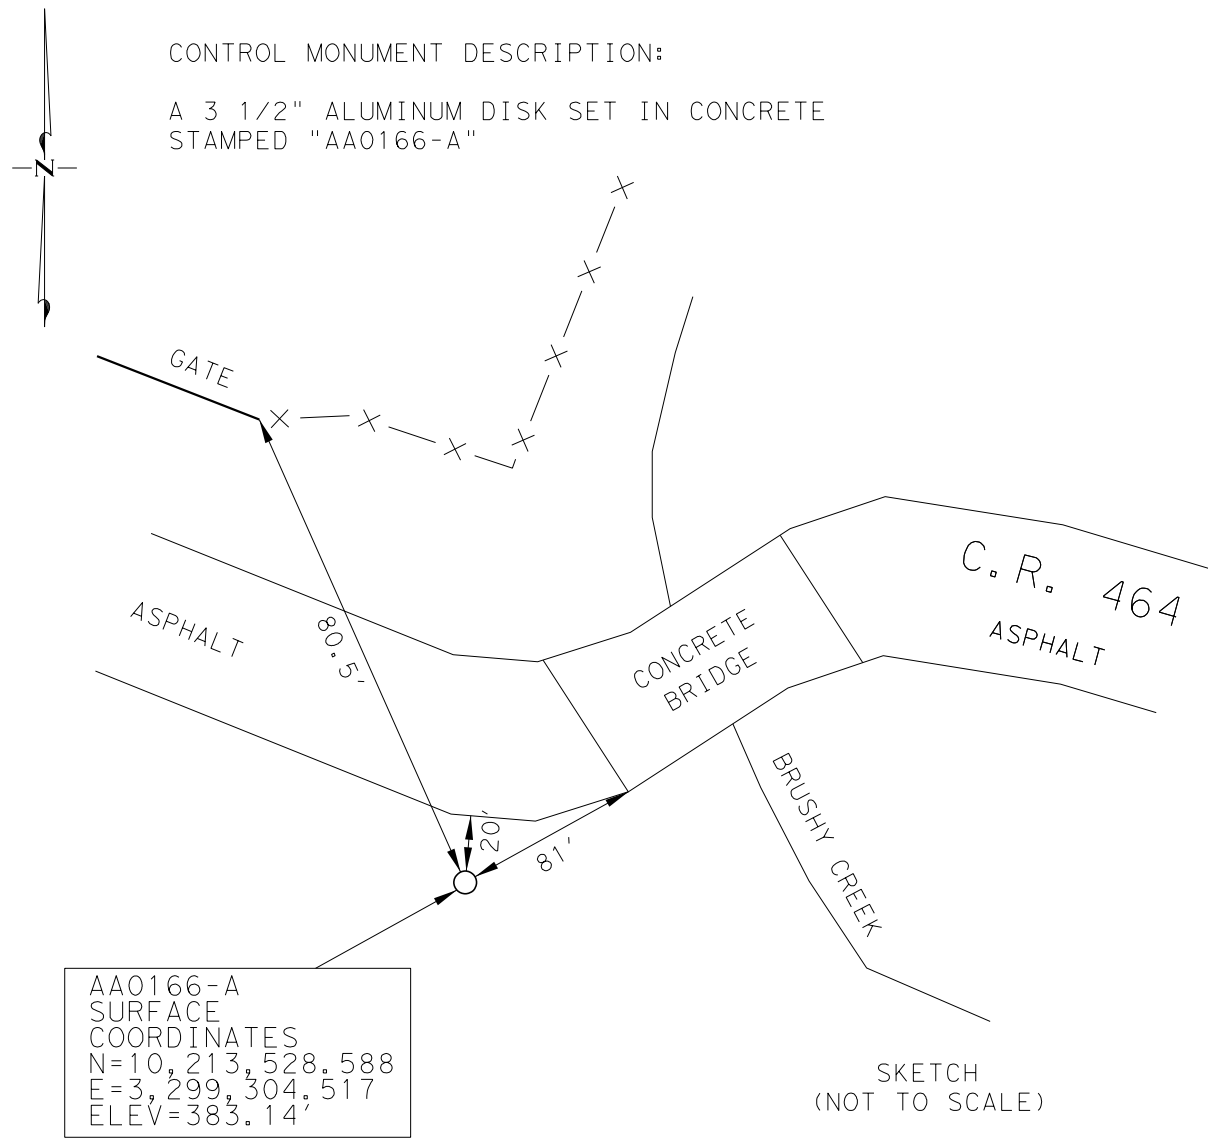 CONTROL MONUMENT DESCRIPTION:
A 3 1/2" ALUMINUM DISK SET IN CONCRETE
STAMPED "AA0166-A"
N
GATE
C.R. 464
ASPHALT
ASPHALT
80.5'
CONCRETE
BRIDGE
20'
81'
BRUSHY CREEK
AA0166-A
SURFACE
COORDINATES
N=10,213,528.588
E=3,299,304.517
ELEV=383.14'
SKETCH
(NOT TO SCALE)